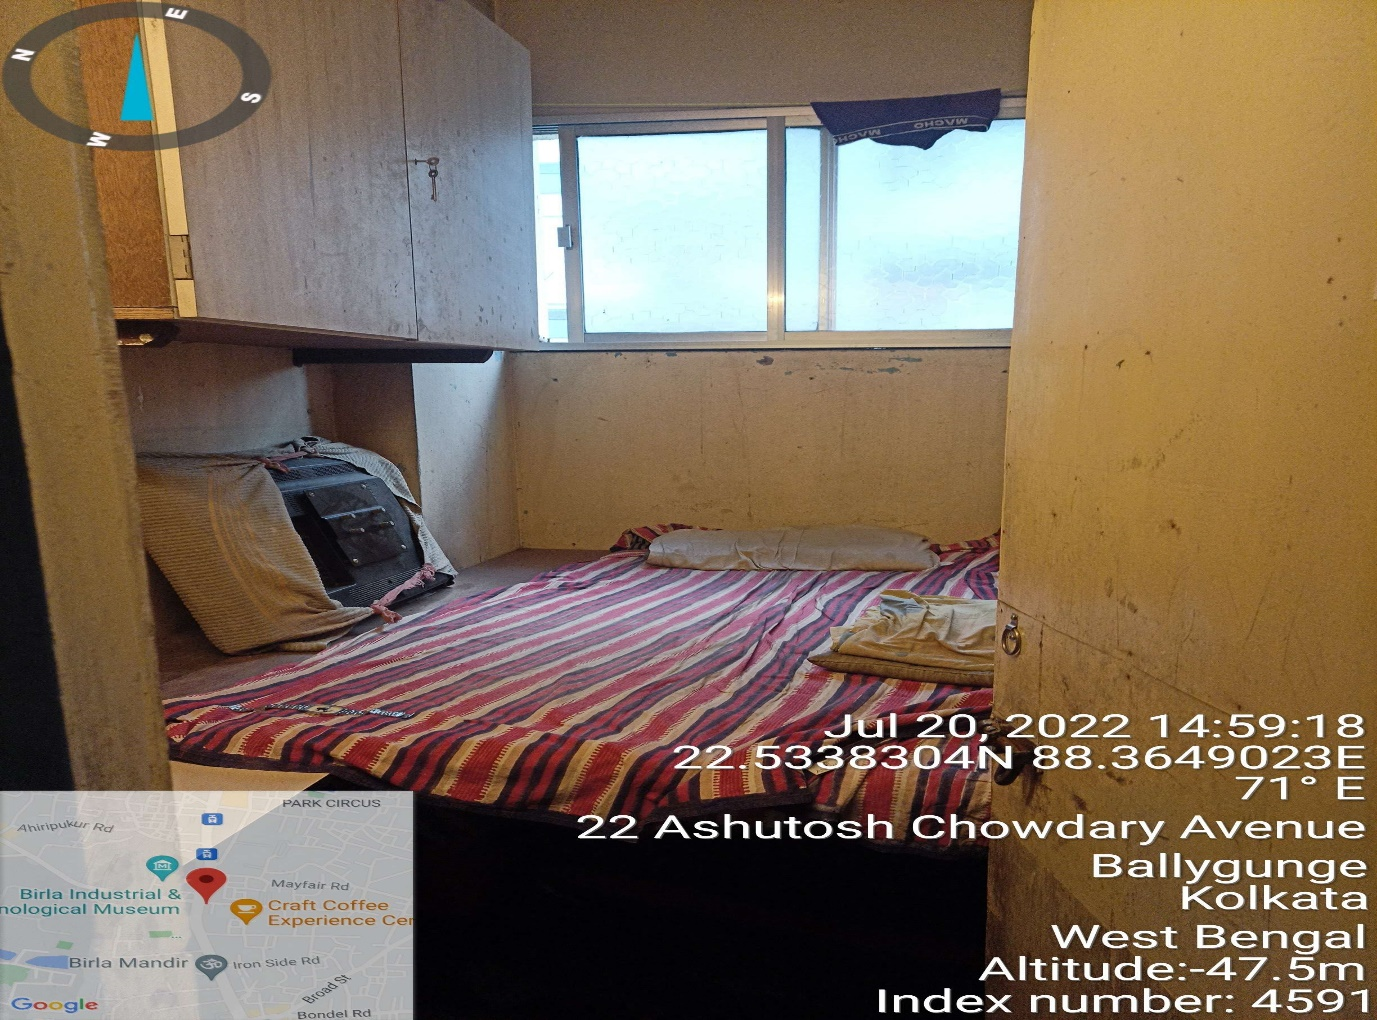 N
E
S
W
MACHO
MACHO
Jul 20, 2022 14:59:18
22.5338304N 88.3649023E
71° E
22 Ashutosh Chowdary Avenue
Ballygunge
Kolkata
West Bengal
Altitude:-47.5m
Index number: 4591
PARK CIRCUS
Ahiripukur Rd
Mayfair Rd
Birla Industrial &
nological Museum
Craft Coffee
Experience Cer
Birla Mandir
Iron Side Rd
Broad St
Bondel Rd
Google